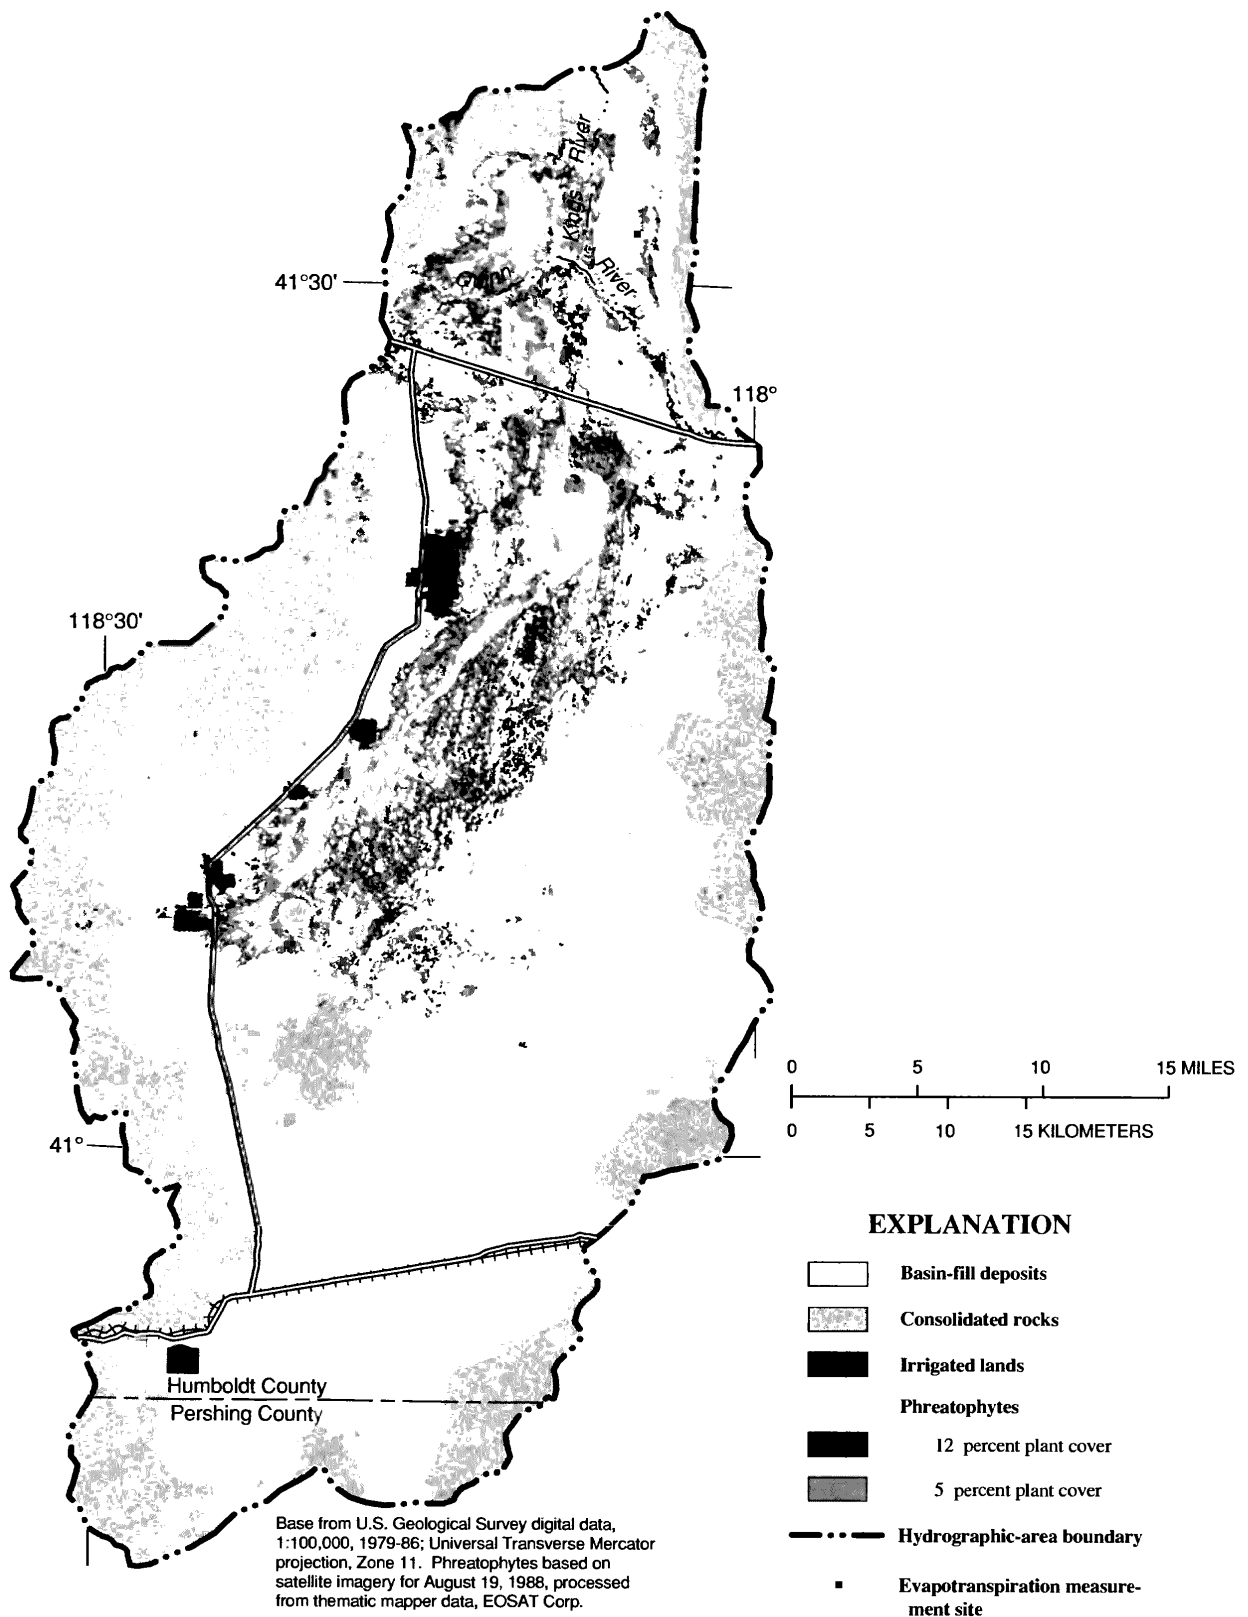 Kings River
41°30'
Quinn River
118°
118°30'
0 5 10 15 MILES
41°
0 5 10 15 KILOMETERS
EXPLANATION
Basin-fill deposits
Consolidated rocks
Irrigated lands
Humboldt County
Pershing County
Phreatophytes
12 percent plant cover
5 percent plant cover
Hydrographic-area boundary
Evapotranspiration measure-
ment site
Base from U.S. Geological Survey digital data,
1:100,000, 1979-86; Universal Transverse Mercator
projection, Zone 11. Phreatophytes based on
satellite imagery for August 19, 1988, processed
from thematic mapper data, EOSAT Corp.